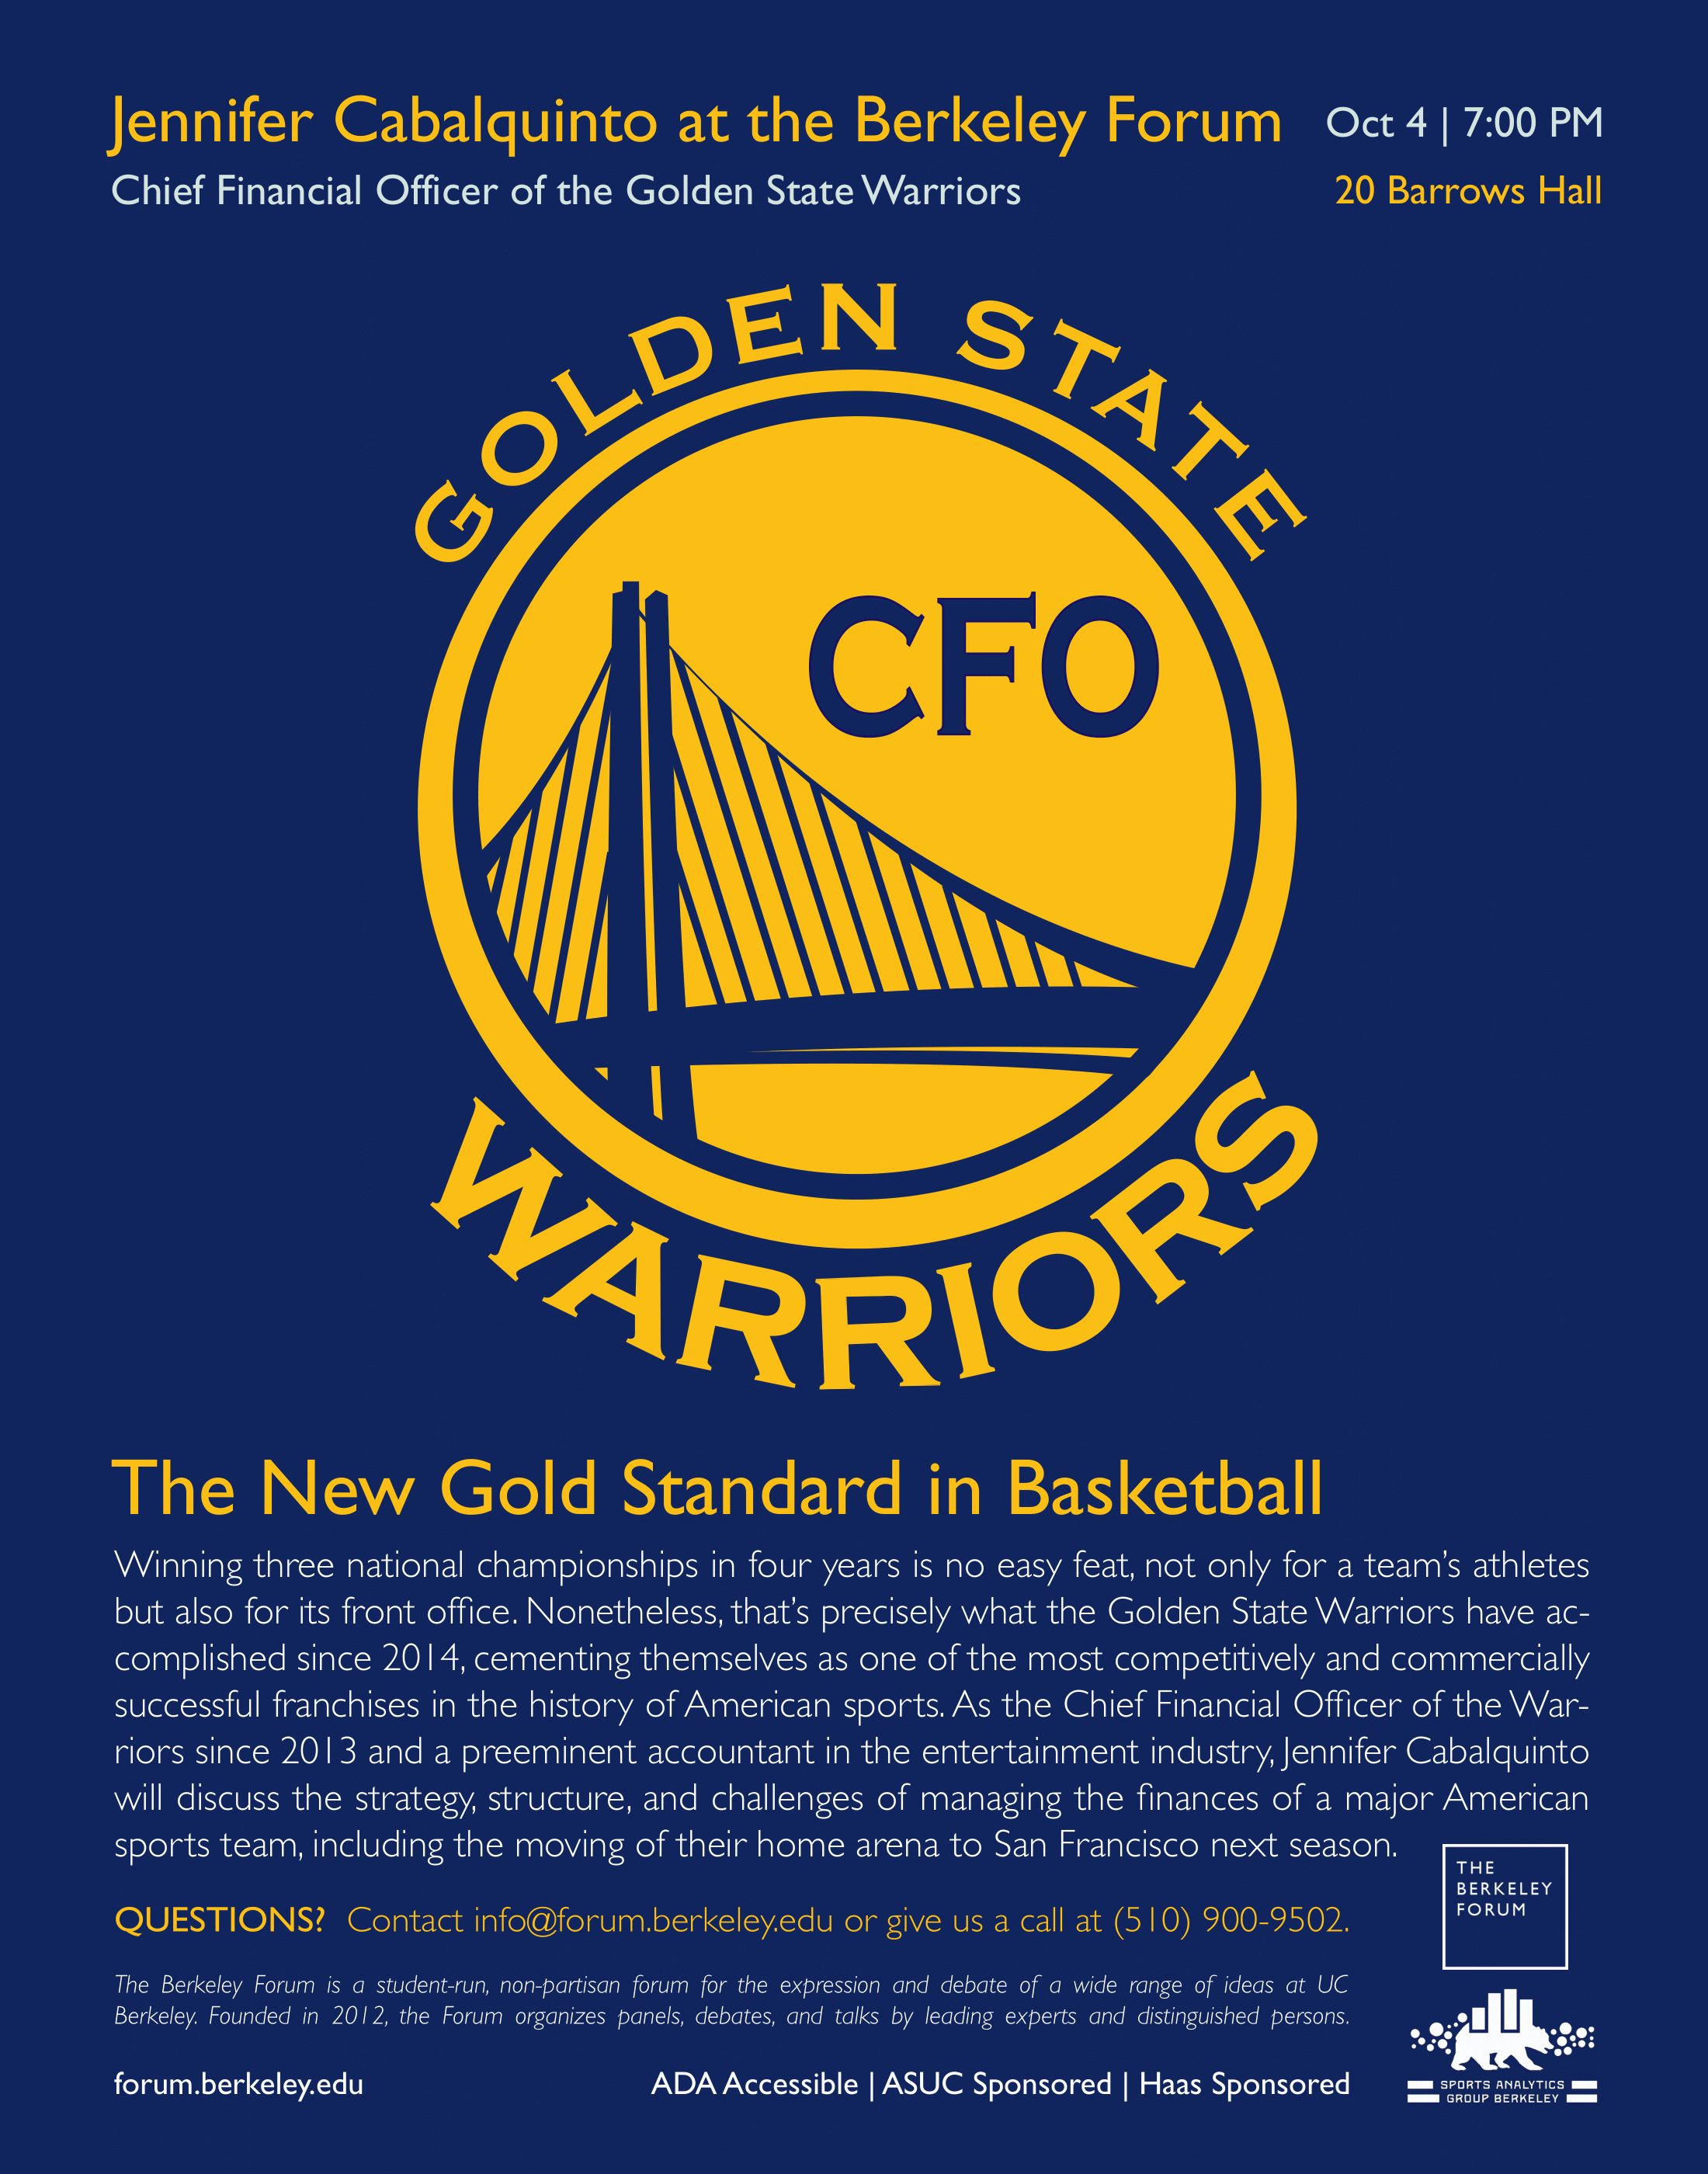 Jennifer Cabalquinto at the Berkeley Forum
Oct 4 | 7:00 PM
Chief Financial Officer of the Golden State Warriors
20 Barrows Hall
GOLDEN STATE
CFO
WARRIORS
The New Gold Standard in Basketball
Winning three national championships in four years is no easy feat, not only for a team's athletes
but also for its front office. Nonetheless, that's precisely what the Golden State Warriors have ac-
complished since 2014, cementing themselves as one of the most competitively and commercially
successful franchises in the history of American sports. As the Chief Financial Officer of the War-
riors since 2013 and a preeminent accountant in the entertainment industry, Jennifer Cabalquinto
will discuss the strategy, structure, and challenges of managing the finances of a major American
sports team, including the moving of their home arena to San Francisco next season.
QUESTIONS? Contact info@forum.berkeley.edu or give us a call at (510) 900-9502.
The Berkeley Forum is a student-run, non-partisan forum for the expression and debate of a wide range of ideas at UC
Berkeley. Founded in 2012, the Forum organizes panels, debates, and talks by leading experts and distinguished persons.
forum.berkeley.edu
ADA Accessible | ASUC Sponsored | Haas Sponsored
THE
BERKELEY
FORUM
SPORTS ANALYTICS
GROUP BERKELEY